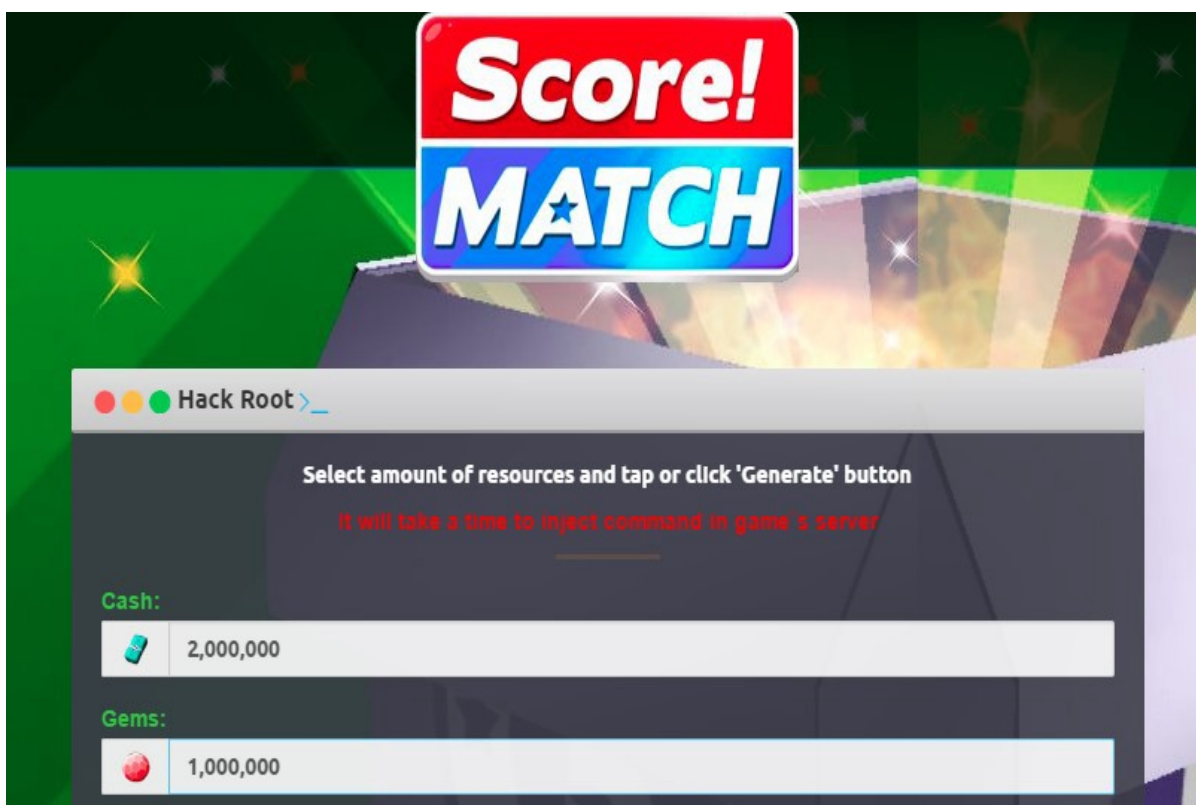 Score!
MATCH
Hack Root >_
Select amount of resources and tap or click 'Generate' button
It will take a time to inject command in game`s server
Cash:
2,000,000
Gems:
1,000,000